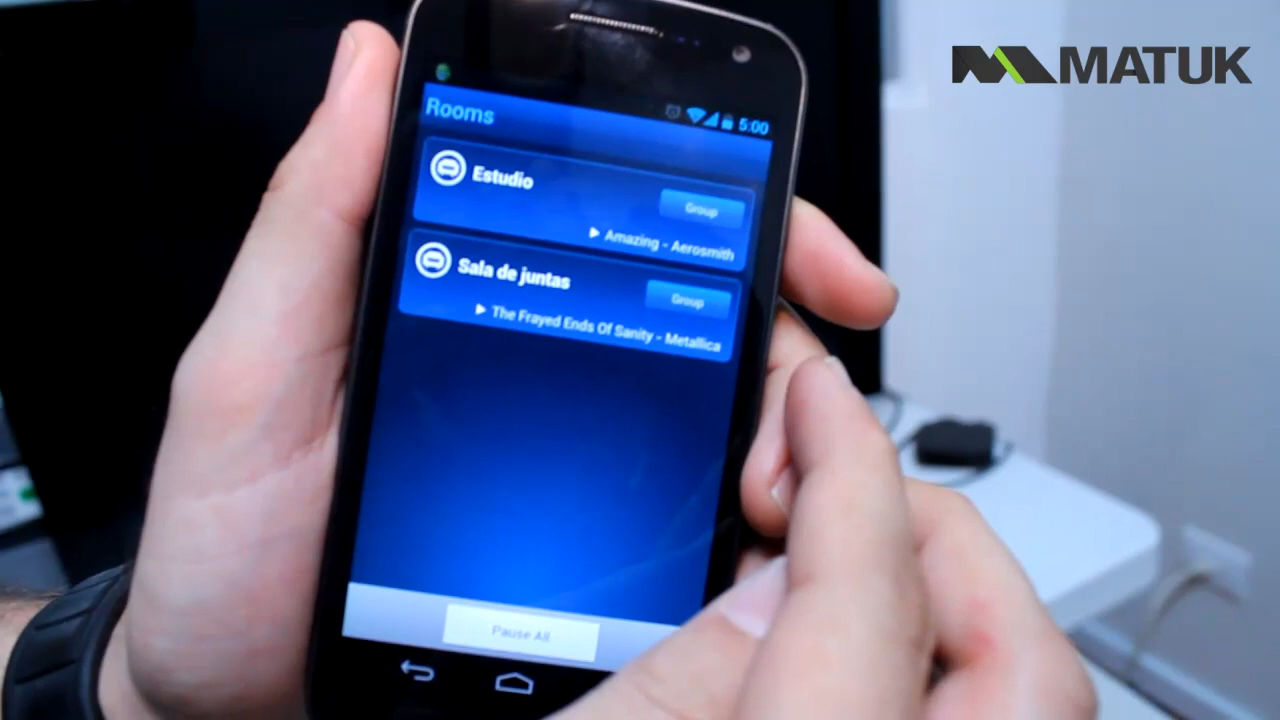 MATUK
5:00
Rooms
Estudio
Group
Amazing - Aerosmith
Sala de juntas
Group
The Frayed Ends Of Sanity - Metallica
Pause All